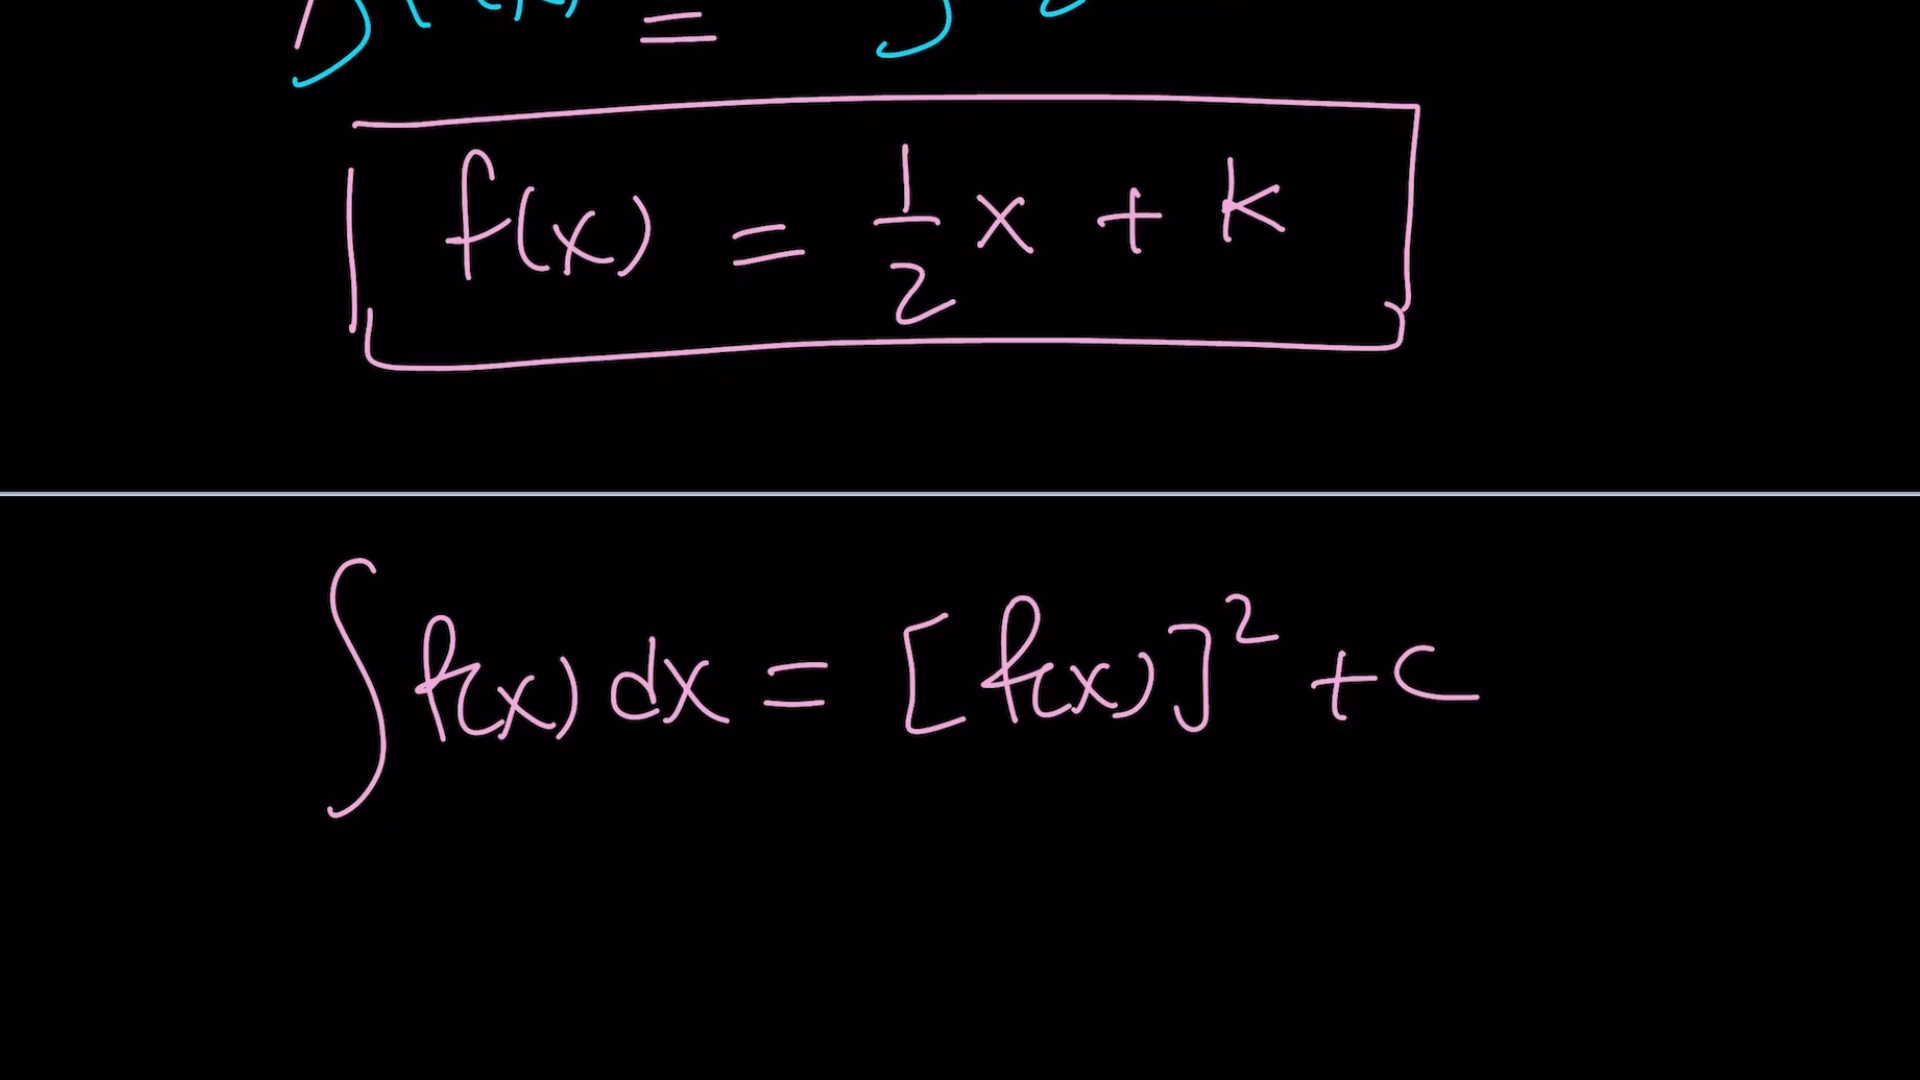 =
f(x) = 1/2 x + k
∫ f(x) dx = [f(x)]² + c